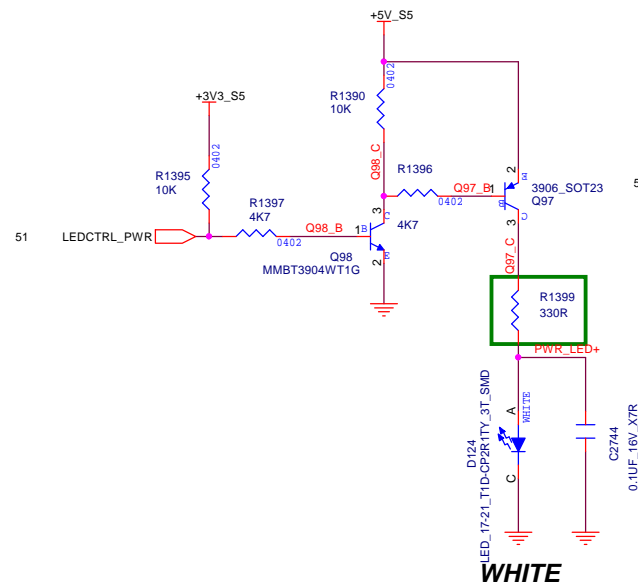 +5V_S5
+3V3_S5
R1390
10K
0402
R1395
10K
0402
Q98_C
R1396
4K7
0402
Q97_B
1
2
E
B
3906_SOT23
Q97
3
C
5
51
LEDCTRL_PWR
R1397
4K7
0402
Q98_B
1
B
3
C
2
E
Q98
MMBT3904WT1G
Q97_C
R1399
330R
PWR_LED+
A
WHITE
C
D124
LED_17-21_T1D-CP2R1TY_3T_SMD
C2744
0.1UF_16V_X7R
WHITE